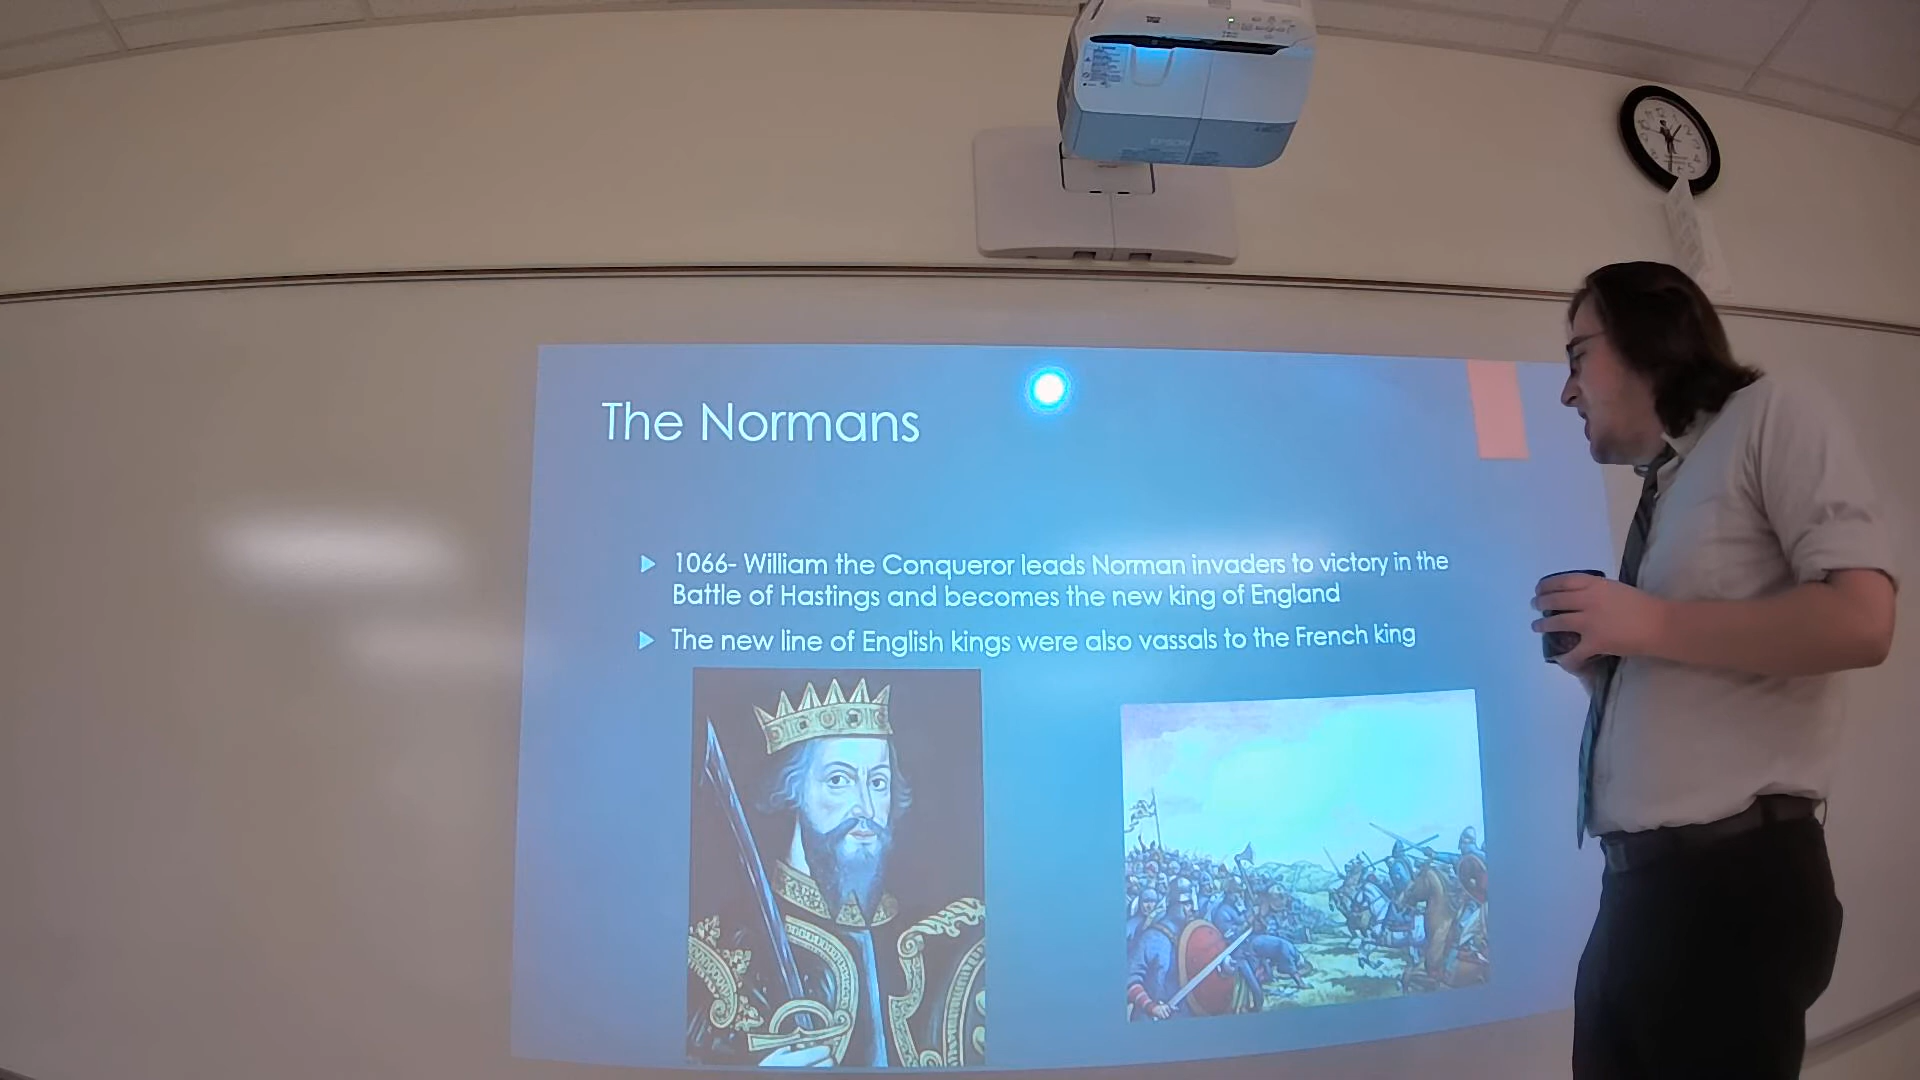 EPSON
The Normans
1066- William the Conqueror leads Norman invaders to victory in the
Battle of Hastings and becomes the new king of England
The new line of English kings were also vassals to the French king